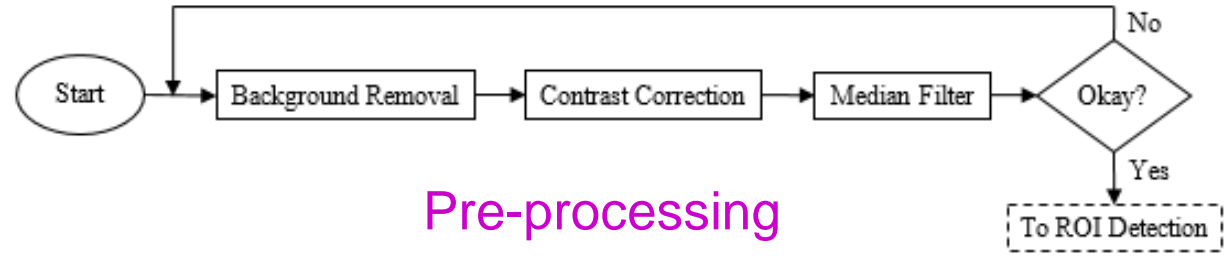 No
Start
Background Removal
Contrast Correction
Median Filter
Okay?
Yes
Pre-processing
To ROI Detection